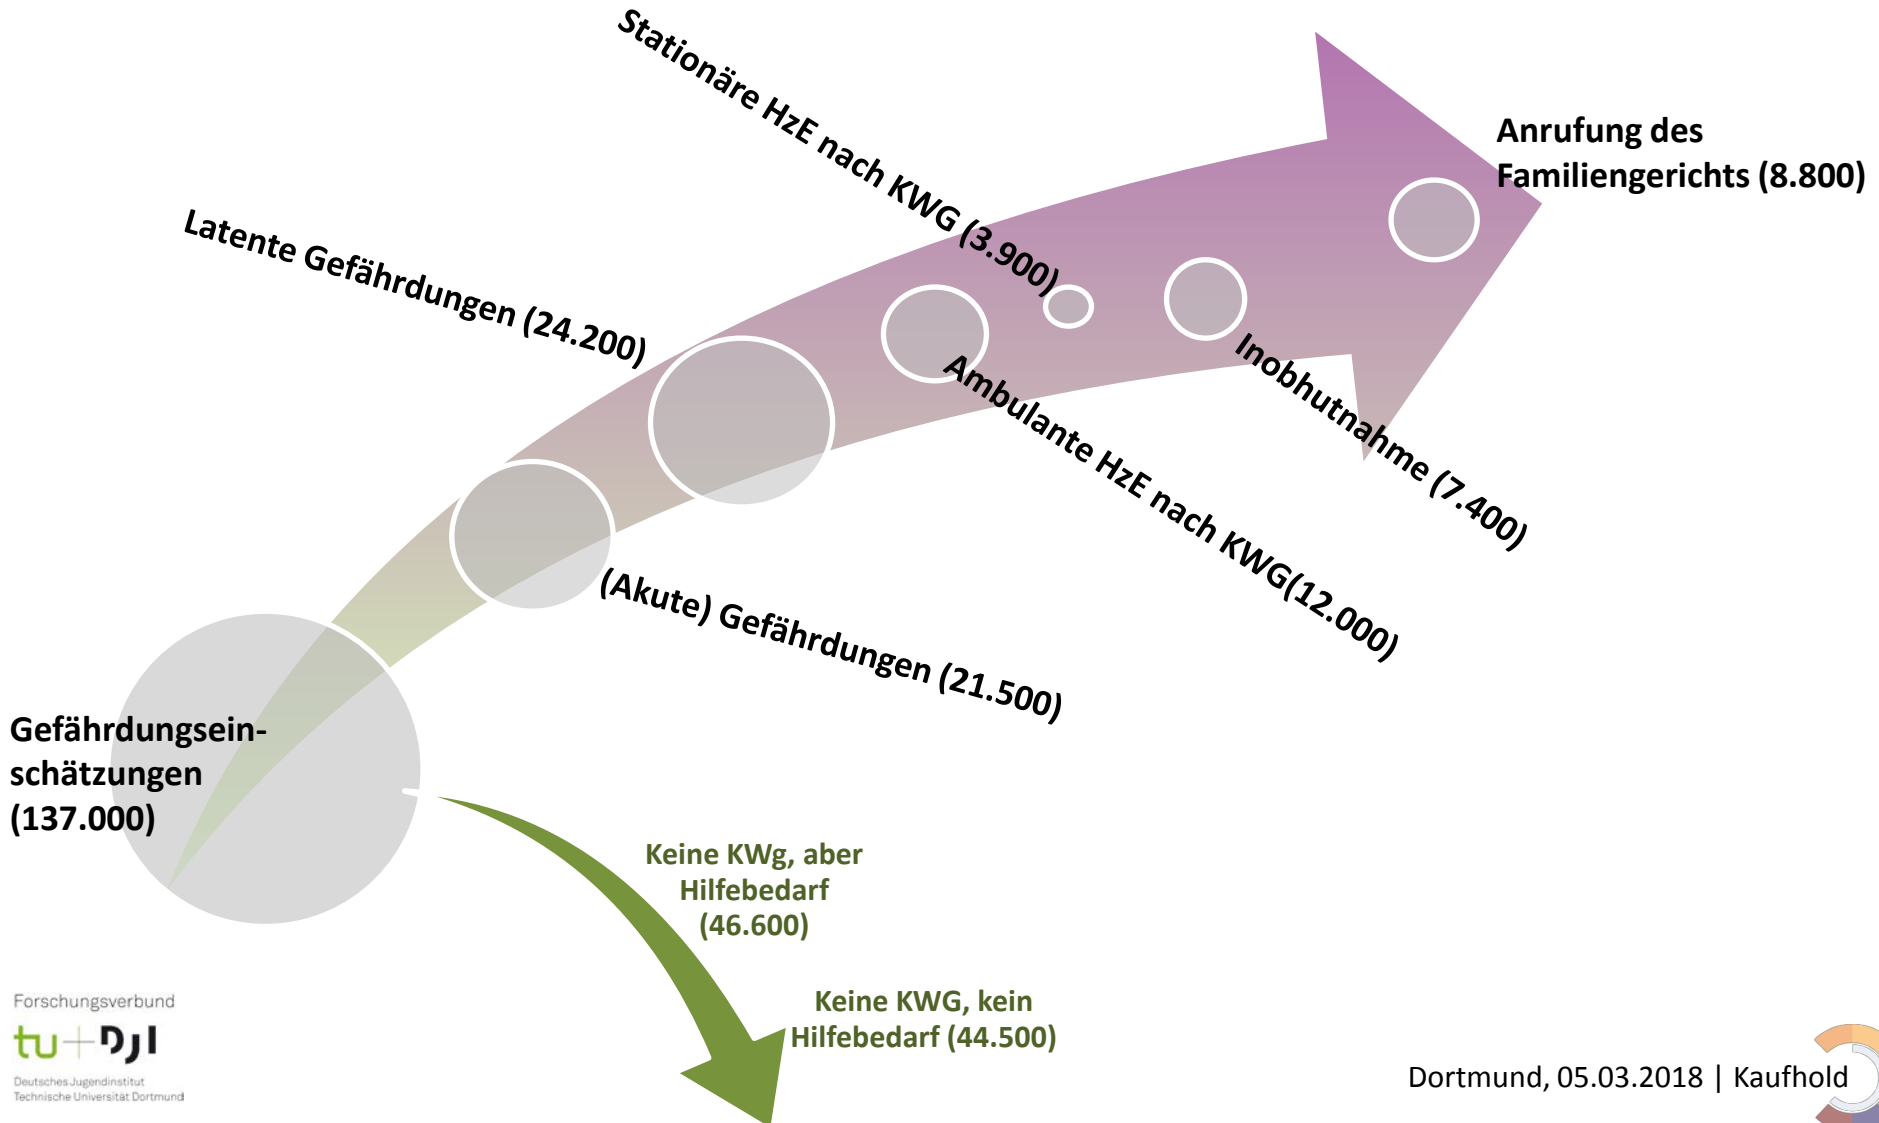 Stationäre HzE nach KWG (3.900)
Anrufung des
Familiengerichts (8.800)
Latente Gefährdungen (24.200)
Inobhutnahme (7.400)
Ambulante HzE nach KWG(12.000)
(Akute) Gefährdungen (21.500)
Gefährdungsein-
schätzungen
(137.000)
Keine KWg, aber
Hilfebedarf
(46.600)
Keine KWG, kein
Hilfebedarf (44.500)
Forschungsverbund
tu+DJI
Deutsches Jugendinstitut
Technische Universität Dortmund
Dortmund, 05.03.2018 | Kaufhold